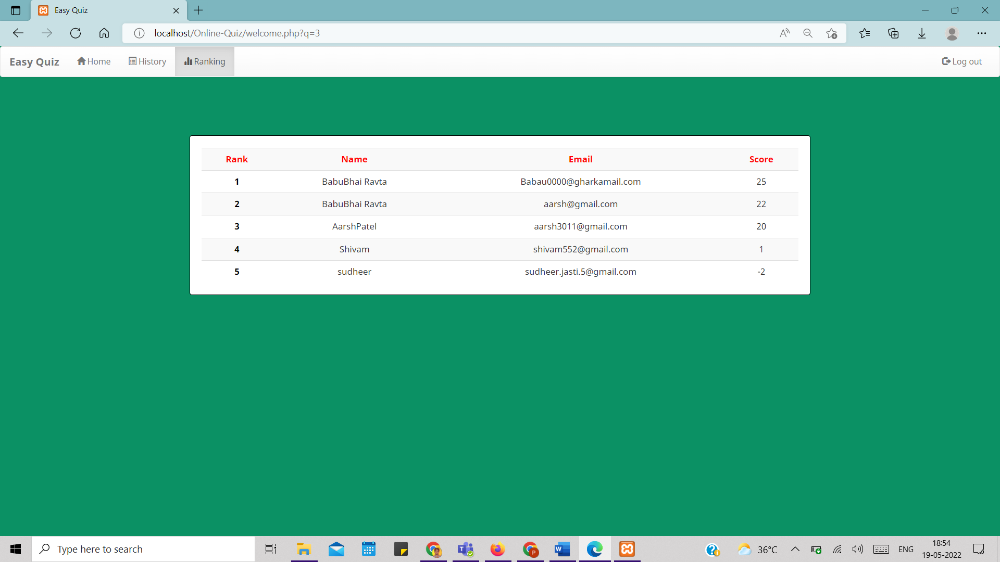 Easy Quiz
localhost/Online-Quiz/welcome.php?q=3
Easy Quiz Home History Ranking Log out
Rank Name Email Score
1 BabuBhai Ravta Babau0000@gharkamail.com 25
2 BabuBhai Ravta aarsh@gmail.com 22
3 AarshPatel aarsh3011@gmail.com 20
4 Shivam shivam552@gmail.com 1
5 sudheer sudheer.jasti.5@gmail.com -2
Type here to search 36°C ENG 18:54
19-05-2022